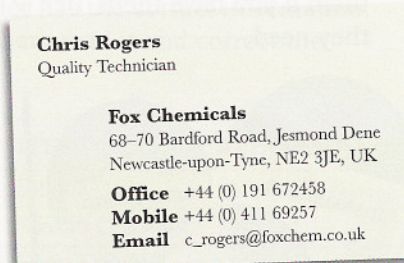 Chris Rogers
Quality Technician
Fox Chemicals
68–70 Bardford Road, Jesmond Dene
Newcastle-upon-Tyne, NE2 3JE, UK
Office +44 (0) 191 672458
Mobile +44 (0) 411 69257
Email c_rogers@foxchem.co.uk